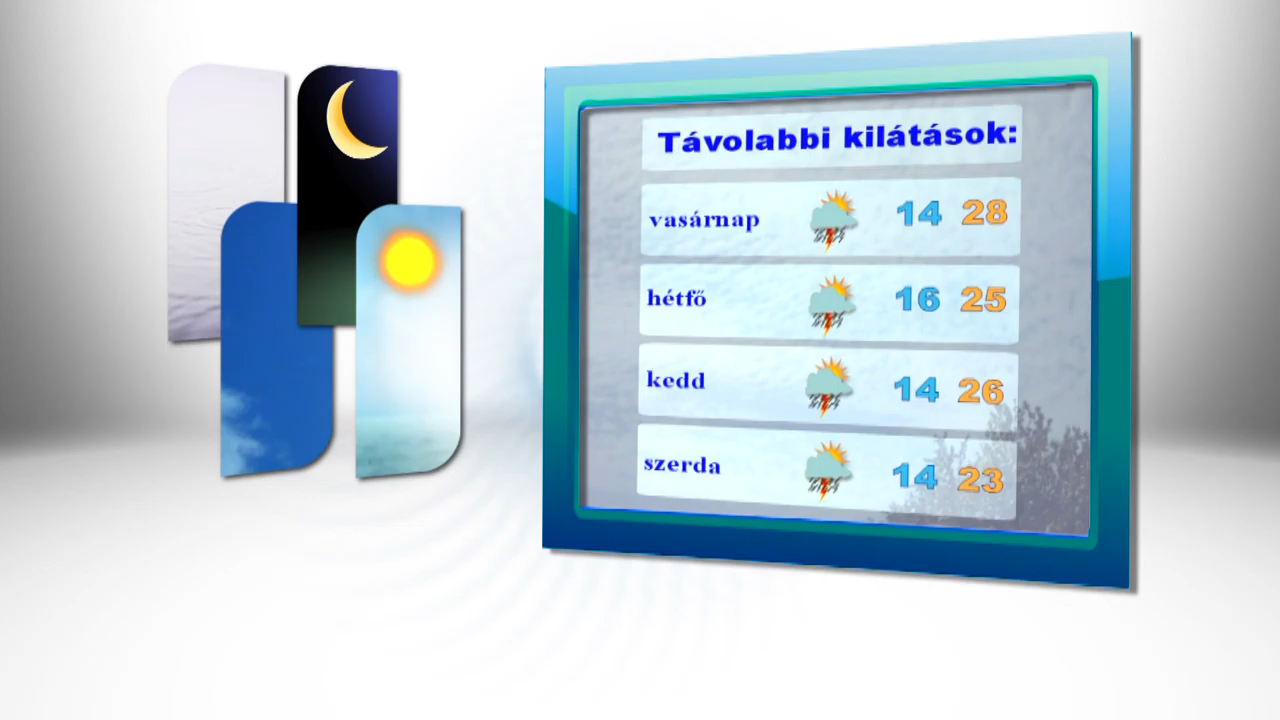 Távolabbi kilátások:
vasárnap 14 28
hétfő 16 25
kedd 14 26
szerda 14 23